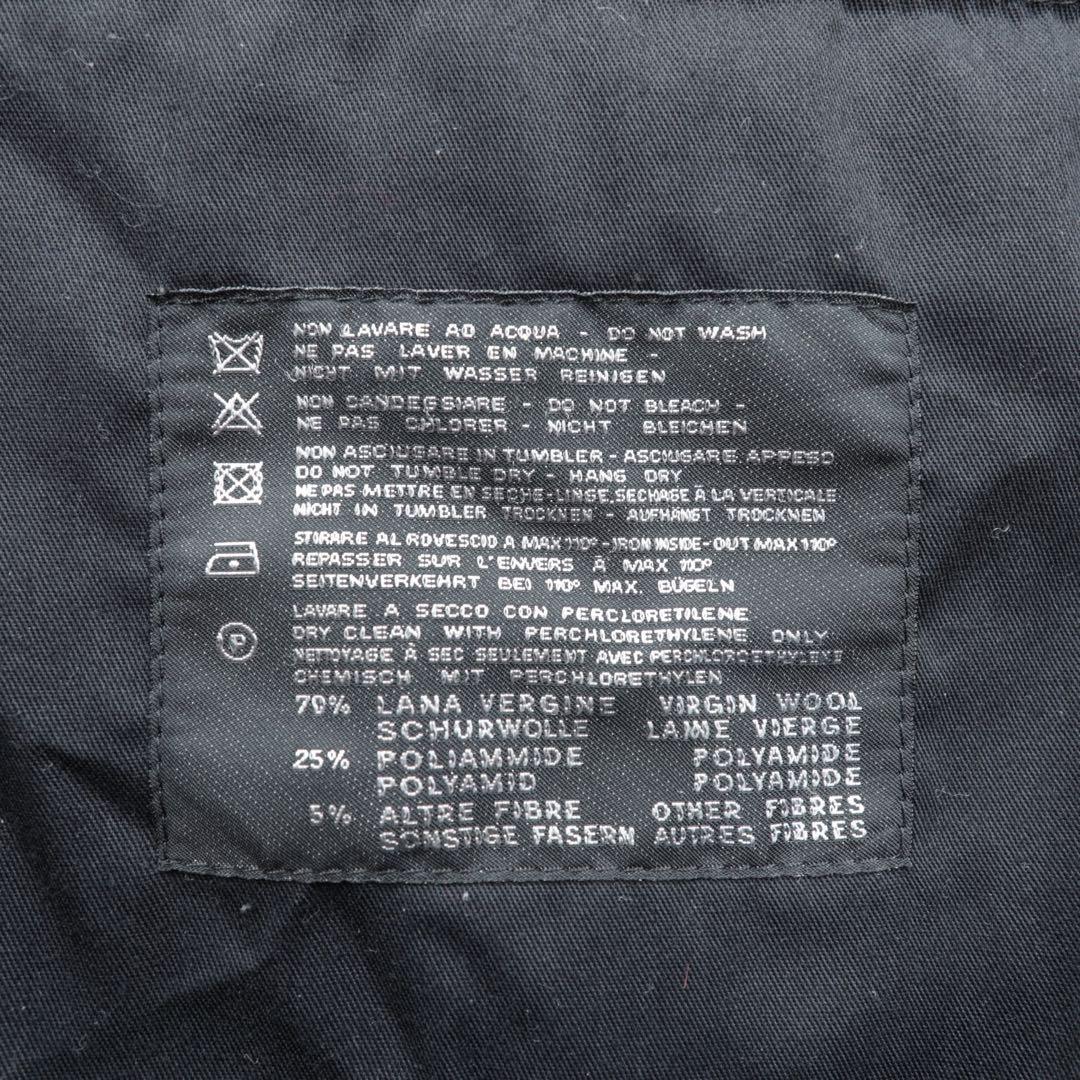 NON LAVARE AD ACQUA - DO NOT WASH
NE PAS LAVER EN MACHINE -
NICHT MIT WASSER REINIGEN
NON CANDEGGIARE - DO NOT BLEACH -
NE PAS CHLORER - NICHT BLEICHEN
NON ASCIUGARE IN TUMBLER - ASCIUGARE APPESO
DO NOT TUMBLE DRY - HANG DRY
NE PAS METTRE EN SECHE-LINGE, SECHAGE À LA VERTICALE
NICHT IN TUMBLER TROCKNEN - AUFHÄNGT TROCKNEN
STIRARE AL ROVESCIO A MAX 110° - IRON INSIDE-OUT MAX 110°
REPASSER SUR L'ENVERS À MAX 110°
SEITENVERKEHRT BEI 110° MAX. BÜGELN
LAVARE A SECCO CON PERCLORETILENE
P DRY CLEAN WITH PERCHLORETHYLENE ONLY
NETTOYAGE À SEC SEULEMENT AVEC PERCHLOROETHYLENE
CHEMISCH MIT PERCHLORETHYLEN
70% LANA VERGINE VIRGIN WOOL
SCHURWOLLE LAINE VIERGE
25% POLIAMMIDE POLYAMIDE
POLYAMID POLYAMIDE
5% ALTRE FIBRE OTHER FIBRES
SONSTIGE FASERN AUTRES FIBRES